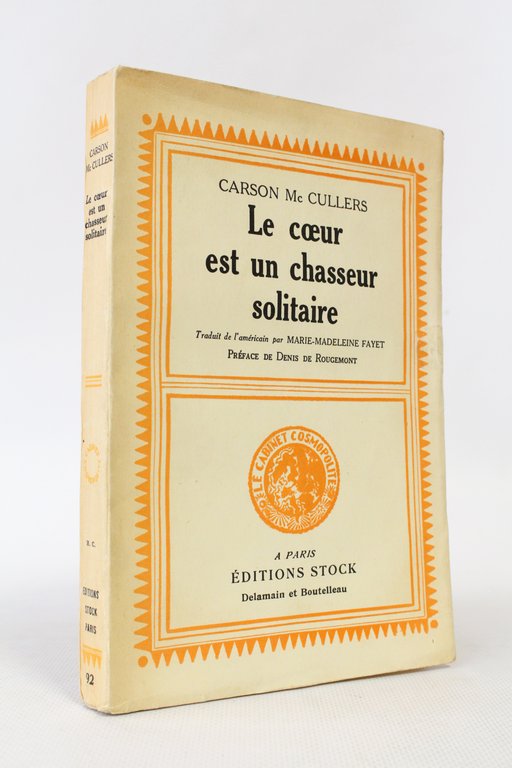 CARSON
Mc CULLERS
Le cœur
est un
chasseur
solitaire
H. C.
ÉDITIONS
STOCK
PARIS
92
CARSON Mc CULLERS
Le cœur
est un chasseur
solitaire
Traduit de l'américain par MARIE-MADELEINE FAYET
PRÉFACE DE DENIS DE ROUGEMONT
LE CABINET COSMOPOLITE
A PARIS
ÉDITIONS STOCK
Delamain et Boutelleau